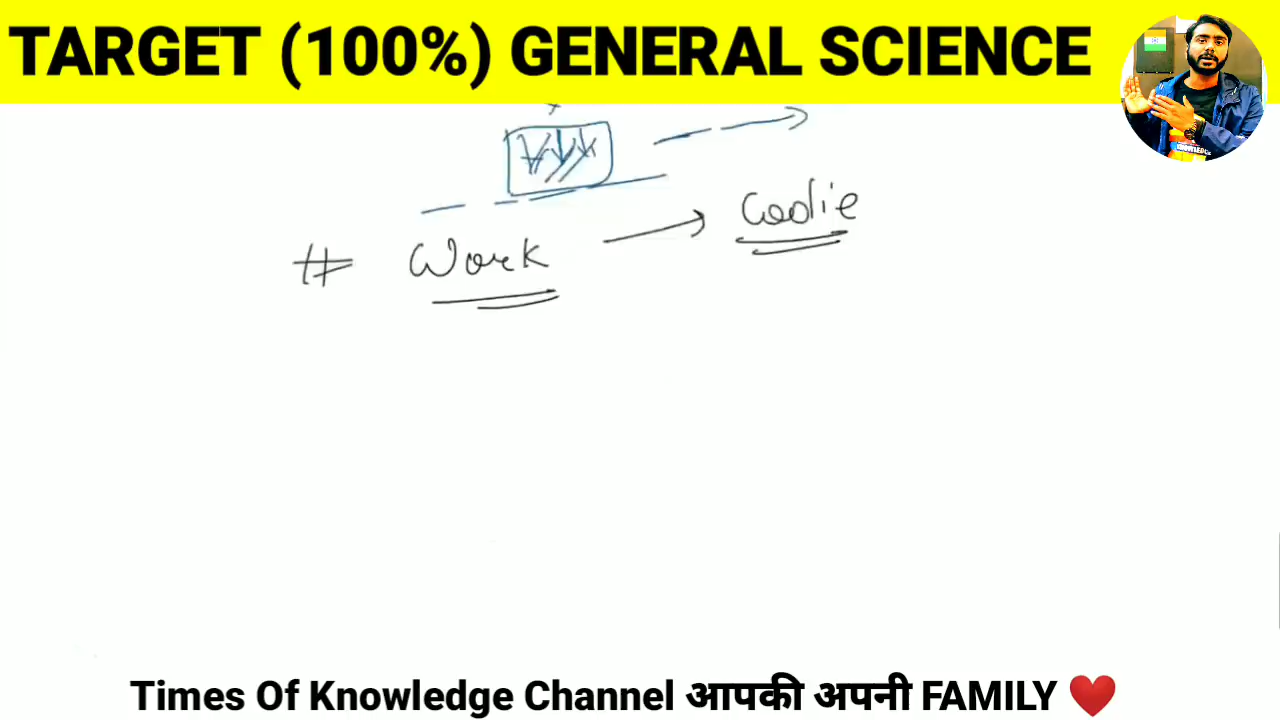 TARGET (100%) GENERAL SCIENCE
# Work → Coolie
Times Of Knowledge Channel आपकी अपनी FAMILY ❤️